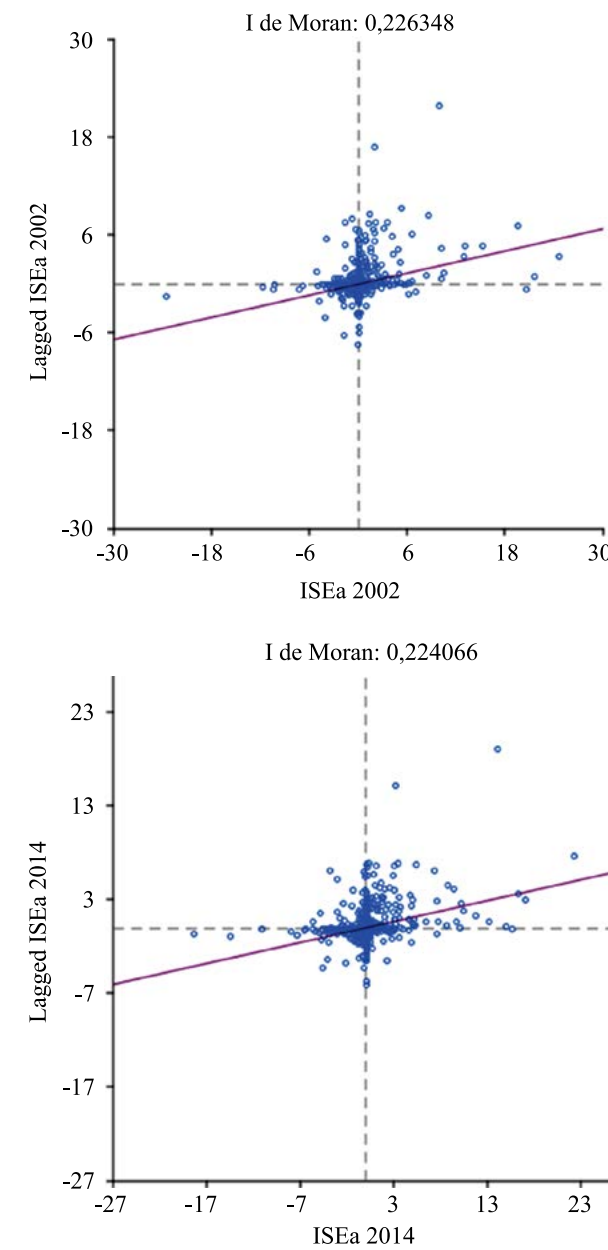 I de Moran: 0,226348
30
18
6
-6
-18
-30
Lagged ISEa 2002
-30 -18 -6 6 18 30
ISEa 2002
I de Moran: 0,224066
23
13
3
-7
-17
-27
Lagged ISEa 2014
-27 -17 -7 3 13 23
ISEa 2014